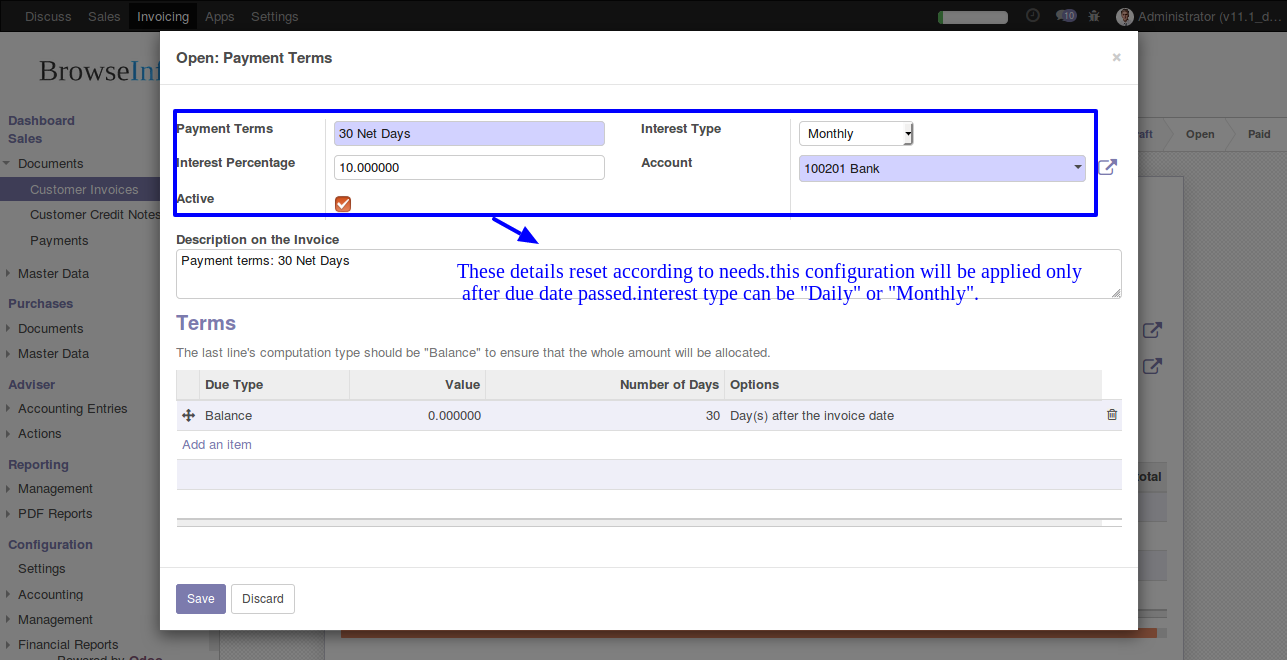 Discuss Sales Invoicing Apps Settings 10 Administrator (v11.1_d...
BrowseInf
Open: Payment Terms ×
Dashboard
Sales
Documents
Customer Invoices
Customer Credit Notes
Payments
Master Data
Purchases
Documents
Master Data
Adviser
Accounting Entries
Actions
Reporting
Management
PDF Reports
Configuration
Settings
Accounting
Management
Financial Reports
Powered by Odoo
Payment Terms 30 Net Days Interest Type Monthly
Interest Percentage 10.000000 Account 100201 Bank
Active
Description on the Invoice
Payment terms: 30 Net Days
These details reset according to needs.this configuration will be applied only
after due date passed.interest type can be "Daily" or "Monthly".
Terms
The last line's computation type should be "Balance" to ensure that the whole amount will be allocated.
Due Type Value Number of Days Options
Balance 0.000000 30 Day(s) after the invoice date
Add an item
Save Discard
aft Open Paid
otal